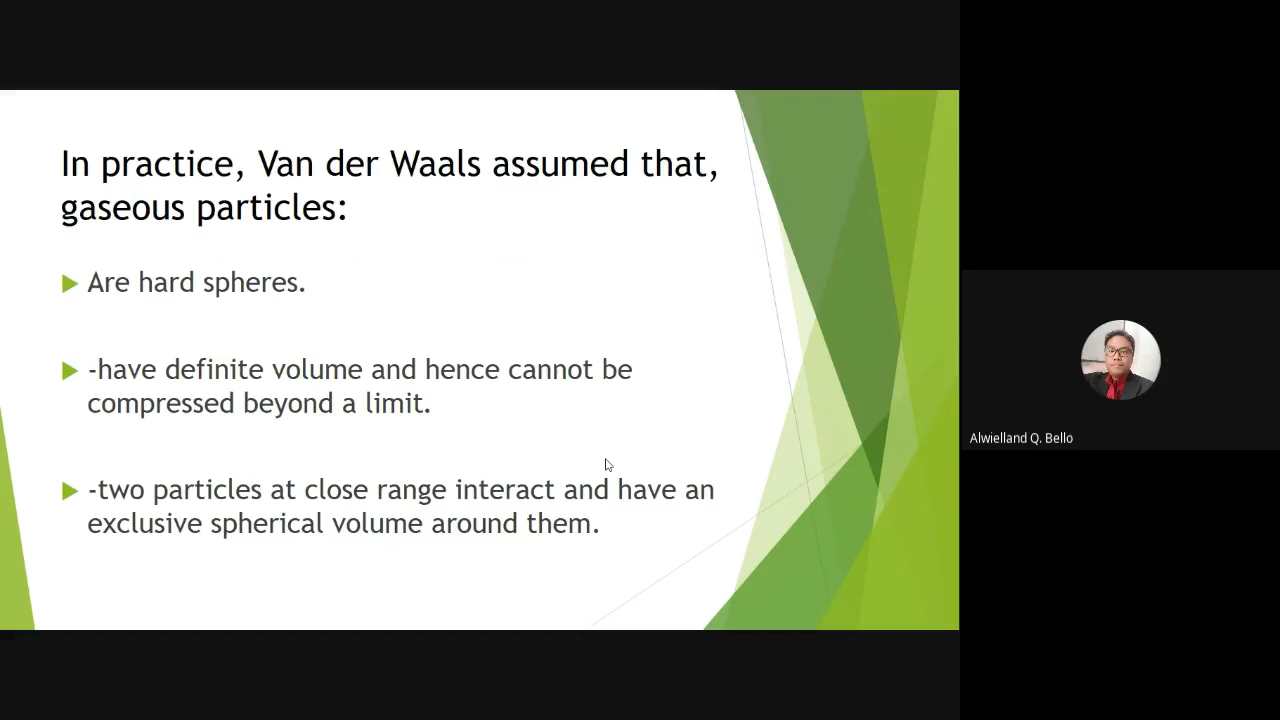 In practice, Van der Waals assumed that,
gaseous particles:
Are hard spheres.
-have definite volume and hence cannot be
compressed beyond a limit.
-two particles at close range interact and have an
exclusive spherical volume around them.
Alwielland Q. Bello